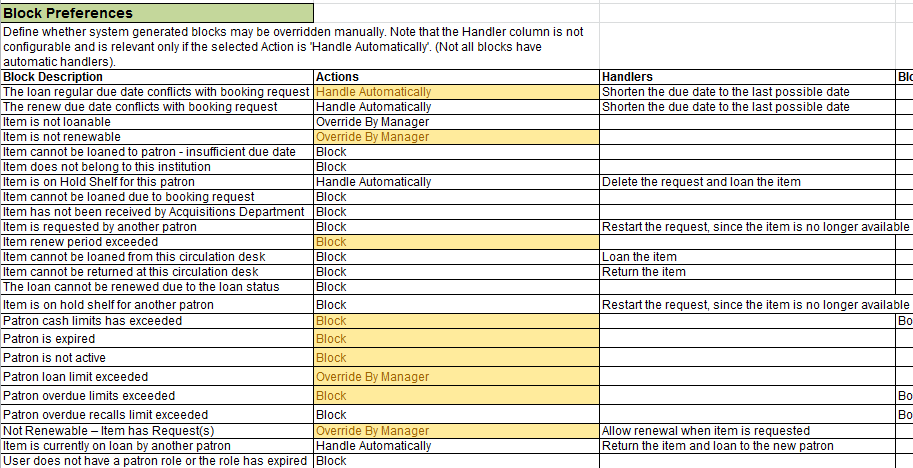 Block Preferences
Define whether system generated blocks may be overridden manually. Note that the Handler column is not
configurable and is relevant only if the selected Action is 'Handle Automatically'. (Not all blocks have
automatic handlers).
Block Description Actions Handlers Blo
The loan regular due date conflicts with booking request Handle Automatically Shorten the due date to the last possible date
The renew due date conflicts with booking request Handle Automatically Shorten the due date to the last possible date
Item is not loanable Override By Manager
Item is not renewable Override By Manager
Item cannot be loaned to patron - insufficient due date Block
Item does not belong to this institution Block
Item is on Hold Shelf for this patron Handle Automatically Delete the request and loan the item
Item cannot be loaned due to booking request Block
Item has not been received by Acquisitions Department Block
Item is requested by another patron Block Restart the request, since the item is no longer available
Item renew period exceeded Block
Item cannot be loaned from this circulation desk Block Loan the item
Item cannot be returned at this circulation desk Block Return the item
The loan cannot be renewed due to the loan status Block
Item is on hold shelf for another patron Block Restart the request, since the item is no longer available
Patron cash limits has exceeded Block Bo
Patron is expired Block
Patron is not active Block
Patron loan limit exceeded Override By Manager
Patron overdue limits exceeded Block Bo
Patron overdue recalls limit exceeded Block Bo
Not Renewable – Item has Request(s) Override By Manager Allow renewal when item is requested
Item is currently on loan by another patron Handle Automatically Return the item and loan to the new patron
User does not have a patron role or the role has expired Block